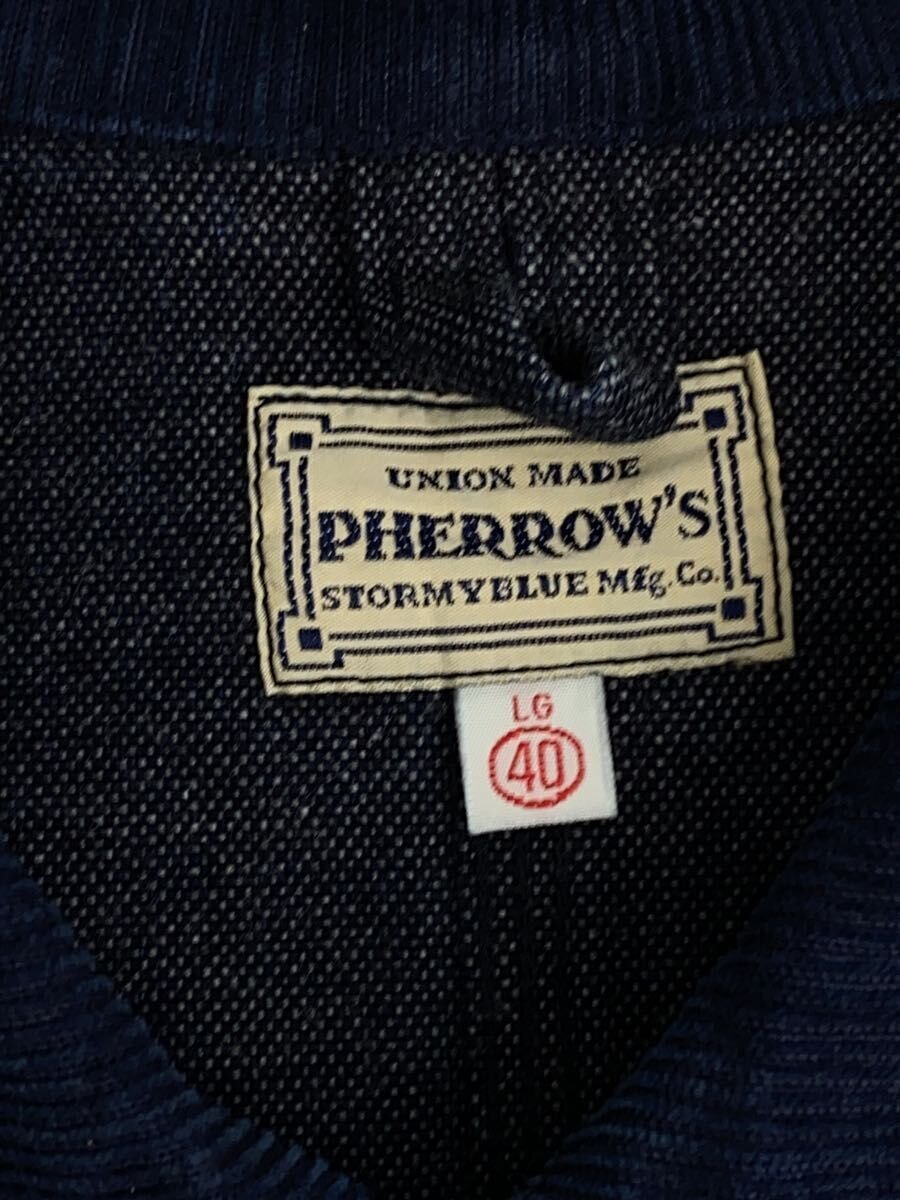 UNION MADE
PHERROW'S
STORMYBLUE Mfg. Co.
LG
40